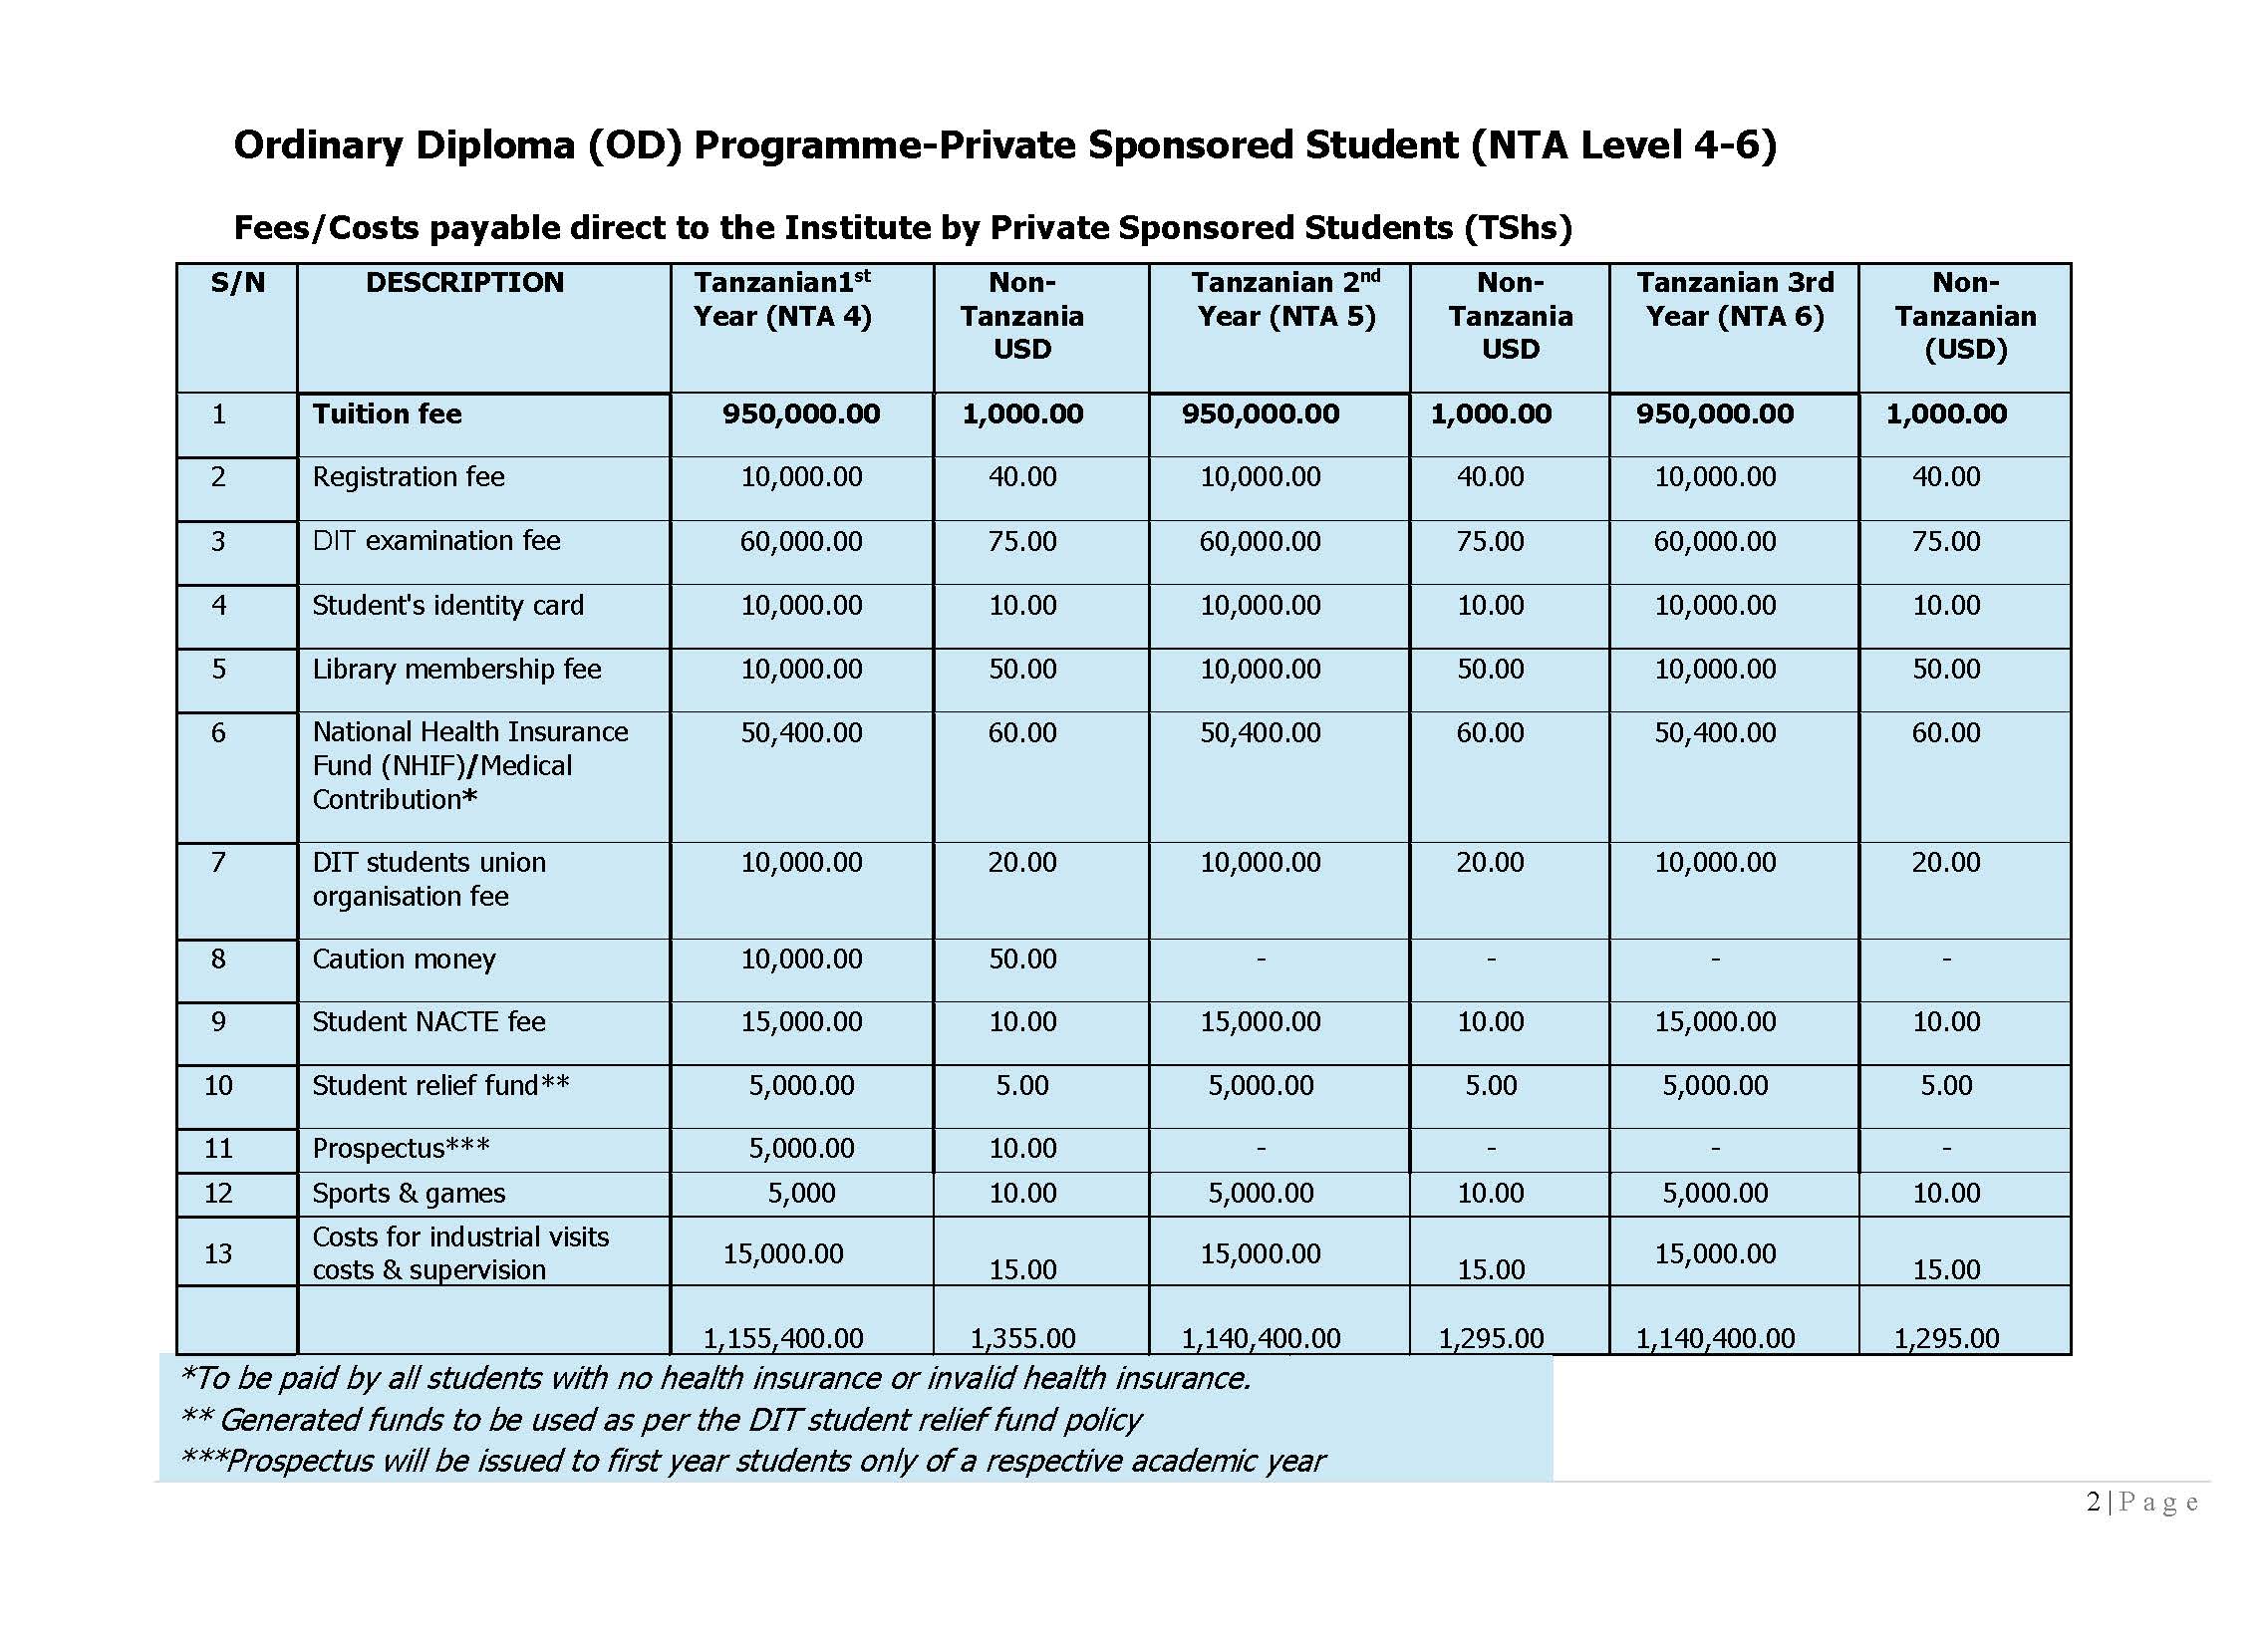 Ordinary Diploma (OD) Programme-Private Sponsored Student (NTA Level 4-6)
Fees/Costs payable direct to the Institute by Private Sponsored Students (TShs)
S/N DESCRIPTION Tanzanian1st Year (NTA 4) Non-Tanzania USD Tanzanian 2nd Year (NTA 5) Non-Tanzania USD Tanzanian 3rd Year (NTA 6) Non-Tanzanian (USD)
1 Tuition fee 950,000.00 1,000.00 950,000.00 1,000.00 950,000.00 1,000.00
2 Registration fee 10,000.00 40.00 10,000.00 40.00 10,000.00 40.00
3 DIT examination fee 60,000.00 75.00 60,000.00 75.00 60,000.00 75.00
4 Student's identity card 10,000.00 10.00 10,000.00 10.00 10,000.00 10.00
5 Library membership fee 10,000.00 50.00 10,000.00 50.00 10,000.00 50.00
6 National Health Insurance 50,400.00 60.00 50,400.00 60.00 50,400.00 60.00
Fund (NHIF)/Medical
Contribution*
7 DIT students union 10,000.00 20.00 10,000.00 20.00 10,000.00 20.00
organisation fee
8 Caution money 10,000.00 50.00 - - - -
9 Student NACTE fee 15,000.00 10.00 15,000.00 10.00 15,000.00 10.00
10 Student relief fund** 5,000.00 5.00 5,000.00 5.00 5,000.00 5.00
11 Prospectus*** 5,000.00 10.00 - - - -
12 Sports & games 5,000 10.00 5,000.00 10.00 5,000.00 10.00
13 Costs for industrial visits
costs & supervision 15,000.00 15.00 15,000.00 15.00 15,000.00 15.00
1,155,400.00 1,355.00 1,140,400.00 1,295.00 1,140,400.00 1,295.00
*To be paid by all students with no health insurance or invalid health insurance.
** Generated funds to be used as per the DIT student relief fund policy
***Prospectus will be issued to first year students only of a respective academic year
2 | P a g e